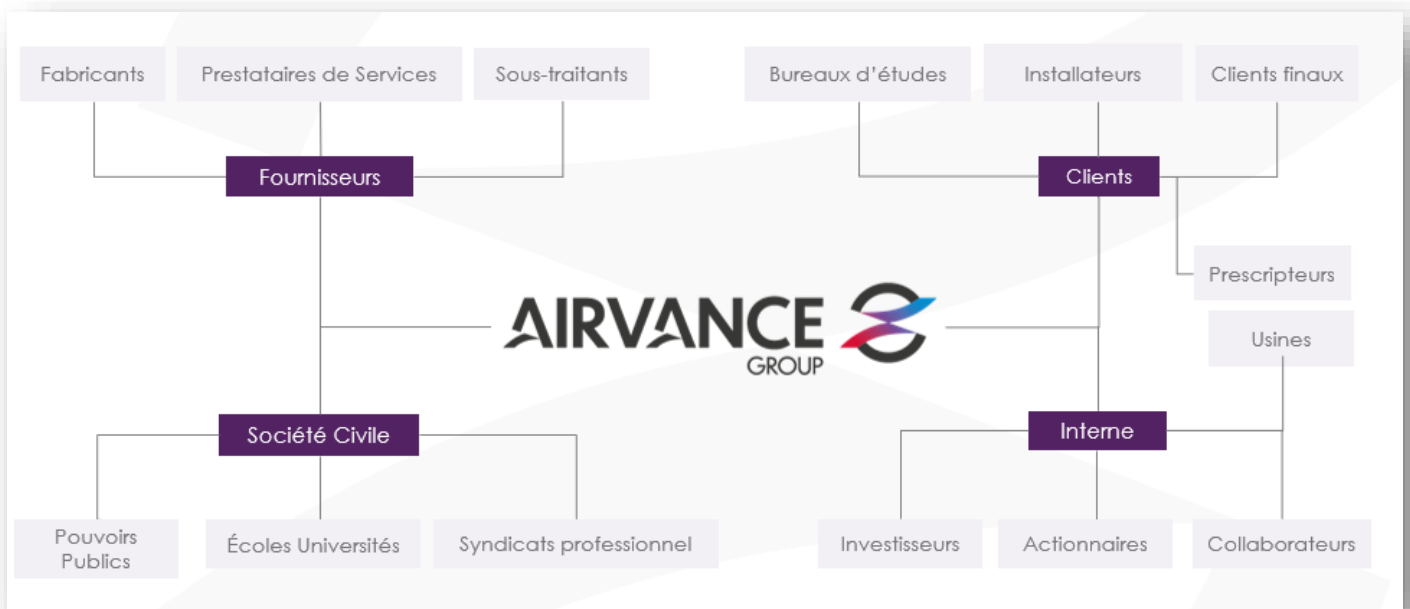 Fabricants
Prestataires de Services
Sous-traitants
Bureaux d'études
Installateurs
Clients finaux
Fournisseurs
Clients
Prescripteurs
AIRVANCE
GROUP
Usines
Société Civile
Interne
Pouvoirs
Publics
Écoles Universités
Syndicats professionnel
Investisseurs
Actionnaires
Collaborateurs